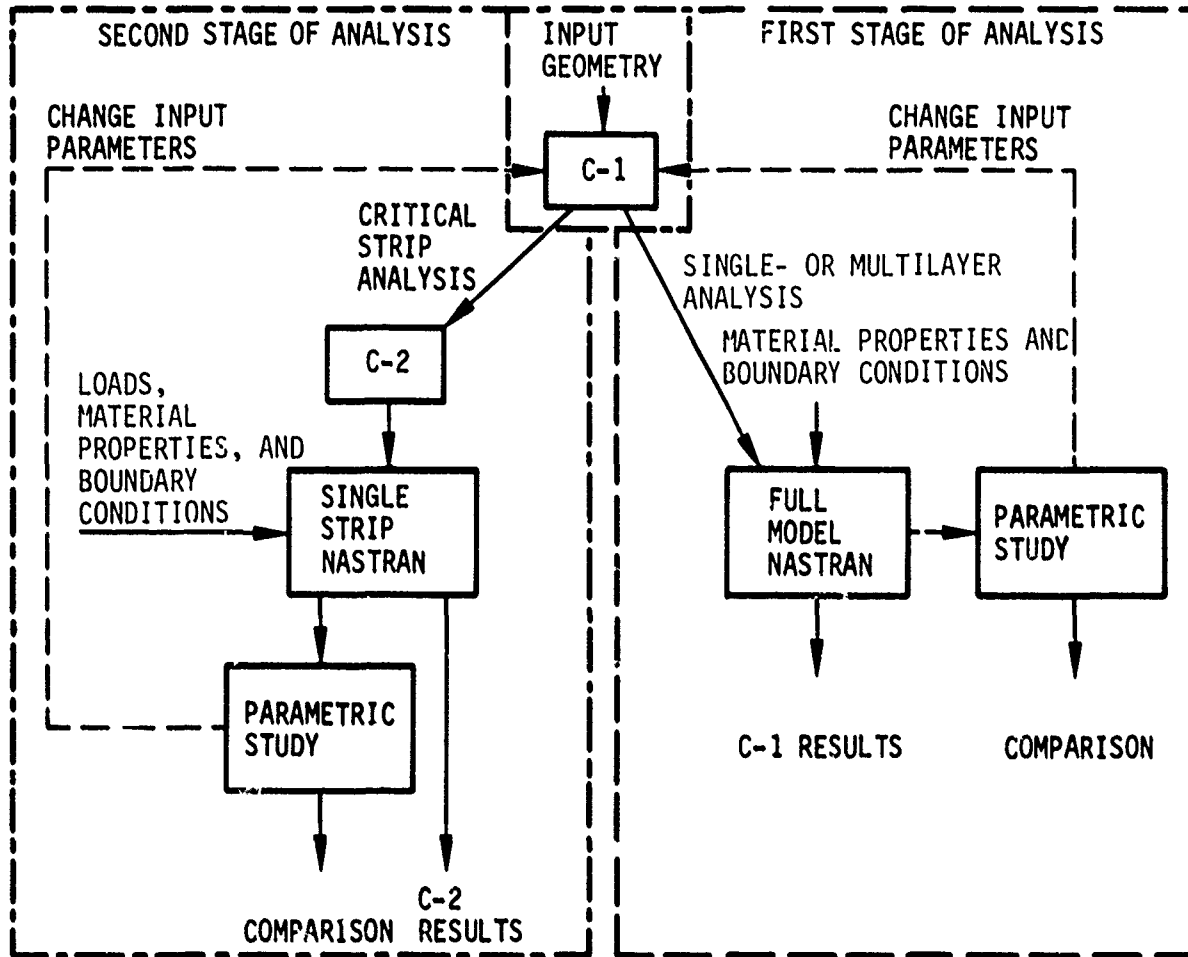 SECOND STAGE OF ANALYSIS
INPUT
GEOMETRY
FIRST STAGE OF ANALYSIS
CHANGE INPUT
PARAMETERS
CHANGE INPUT
PARAMETERS
C-1
CRITICAL
STRIP
ANALYSIS
SINGLE- OR MULTILAYER
ANALYSIS
MATERIAL PROPERTIES AND
BOUNDARY CONDITIONS
C-2
LOADS,
MATERIAL
PROPERTIES, AND
BOUNDARY
CONDITIONS
SINGLE
STRIP
NASTRAN
FULL
MODEL
NASTRAN
PARAMETRIC
STUDY
PARAMETRIC
STUDY
C-1 RESULTS
COMPARISON
C-2
COMPARISON RESULTS